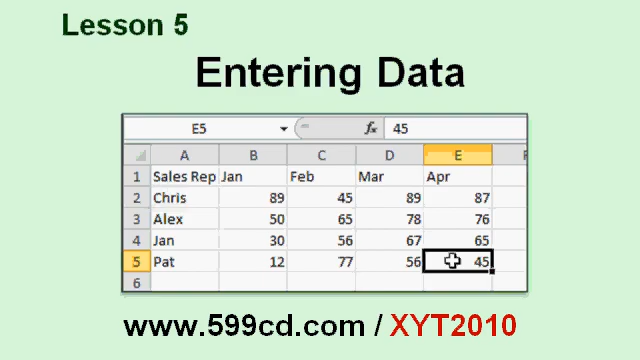 Lesson 5
Entering Data
E5 fx 45
A B C D E F
1 Sales Rep Jan Feb Mar Apr
2 Chris 89 45 89 87
3 Alex 50 65 78 76
4 Jan 30 56 67 65
5 Pat 12 77 56 45
6
www.599cd.com / XYT2010